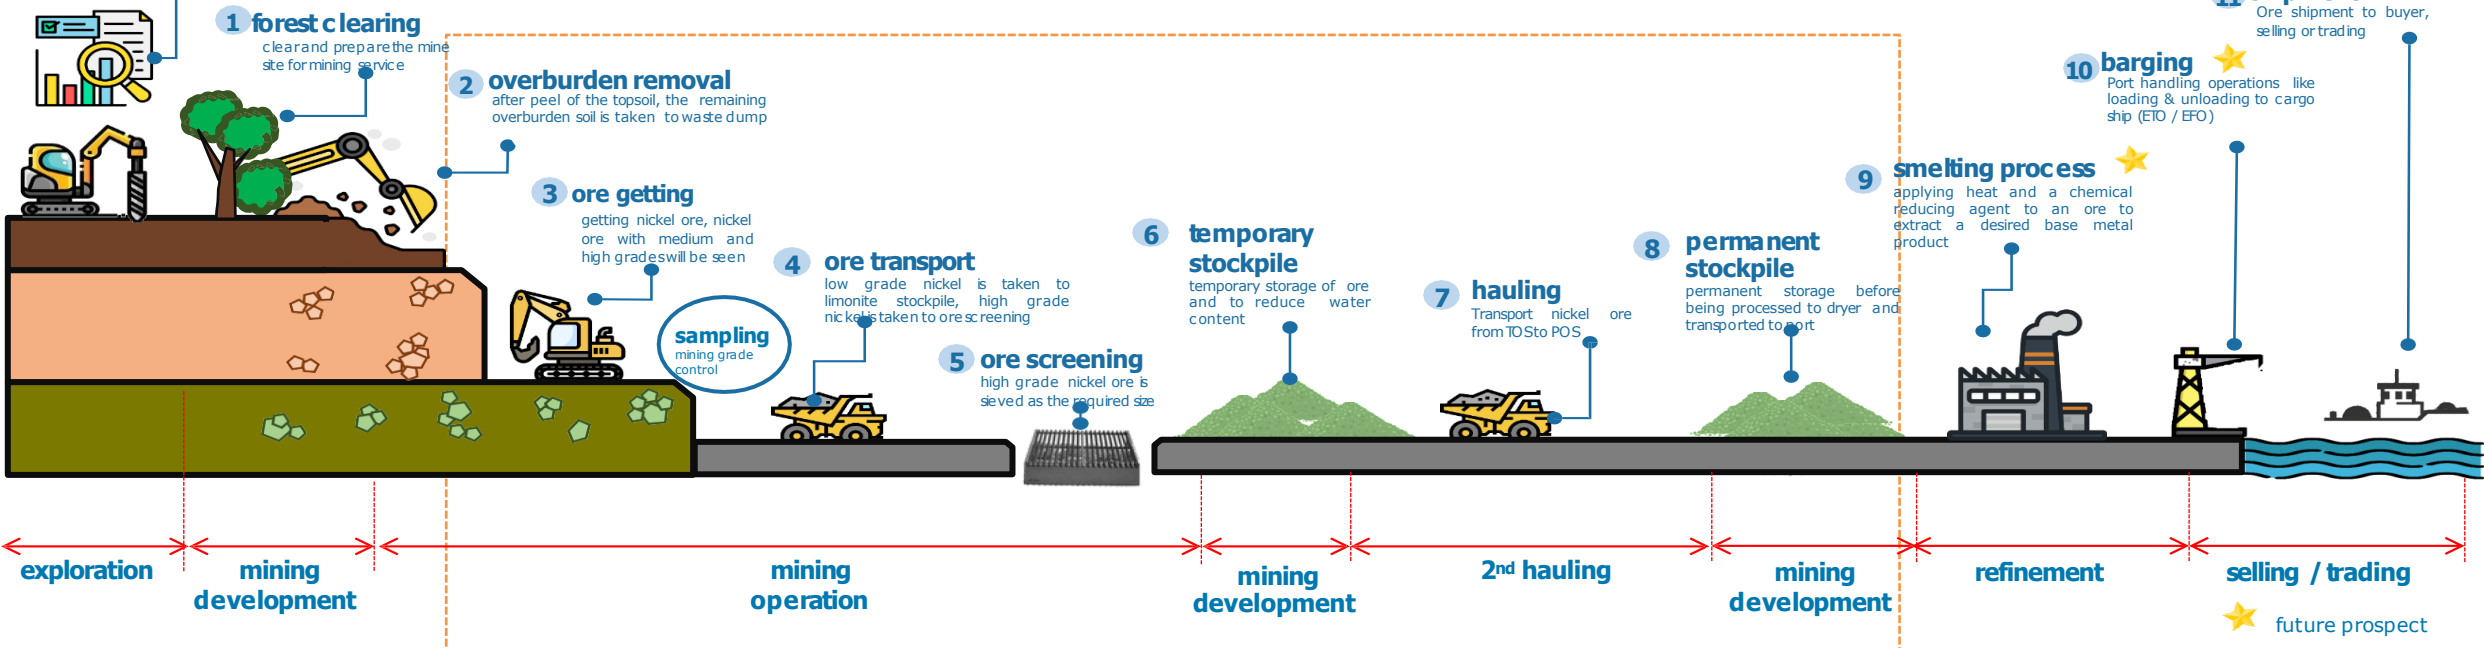 1 forest clearing
clear and prepare the mine
site for mining service
2 overburden removal
after peel of the topsoil, the remaining
overburden soil is taken to waste dump
3 ore getting
getting nickel ore, nickel
ore with medium and
high grades will be seen
sampling
mining grade
control
4 ore transport
low grade nickel is taken to
limonite stockpile, high grade
nickel is taken to ore screening
5 ore screening
high grade nickel ore is
sieved as the required size
6 temporary
stockpile
temporary storage of ore
and to reduce water
content
7 hauling
Transport nickel ore
from TOS to POS
8 permanent
stockpile
permanent storage before
being processed to dryer and
transported to port
9 smelting process
applying heat and a chemical
reducing agent to an ore to
extract a desired base metal
product
10 barging
Port handling operations like
loading & unloading to cargo
ship (ETO / EFO)
11
Ore shipment to buyer,
selling or trading
exploration
mining
development
mining
operation
mining
development
2nd hauling
mining
development
refinement
selling / trading
future prospect